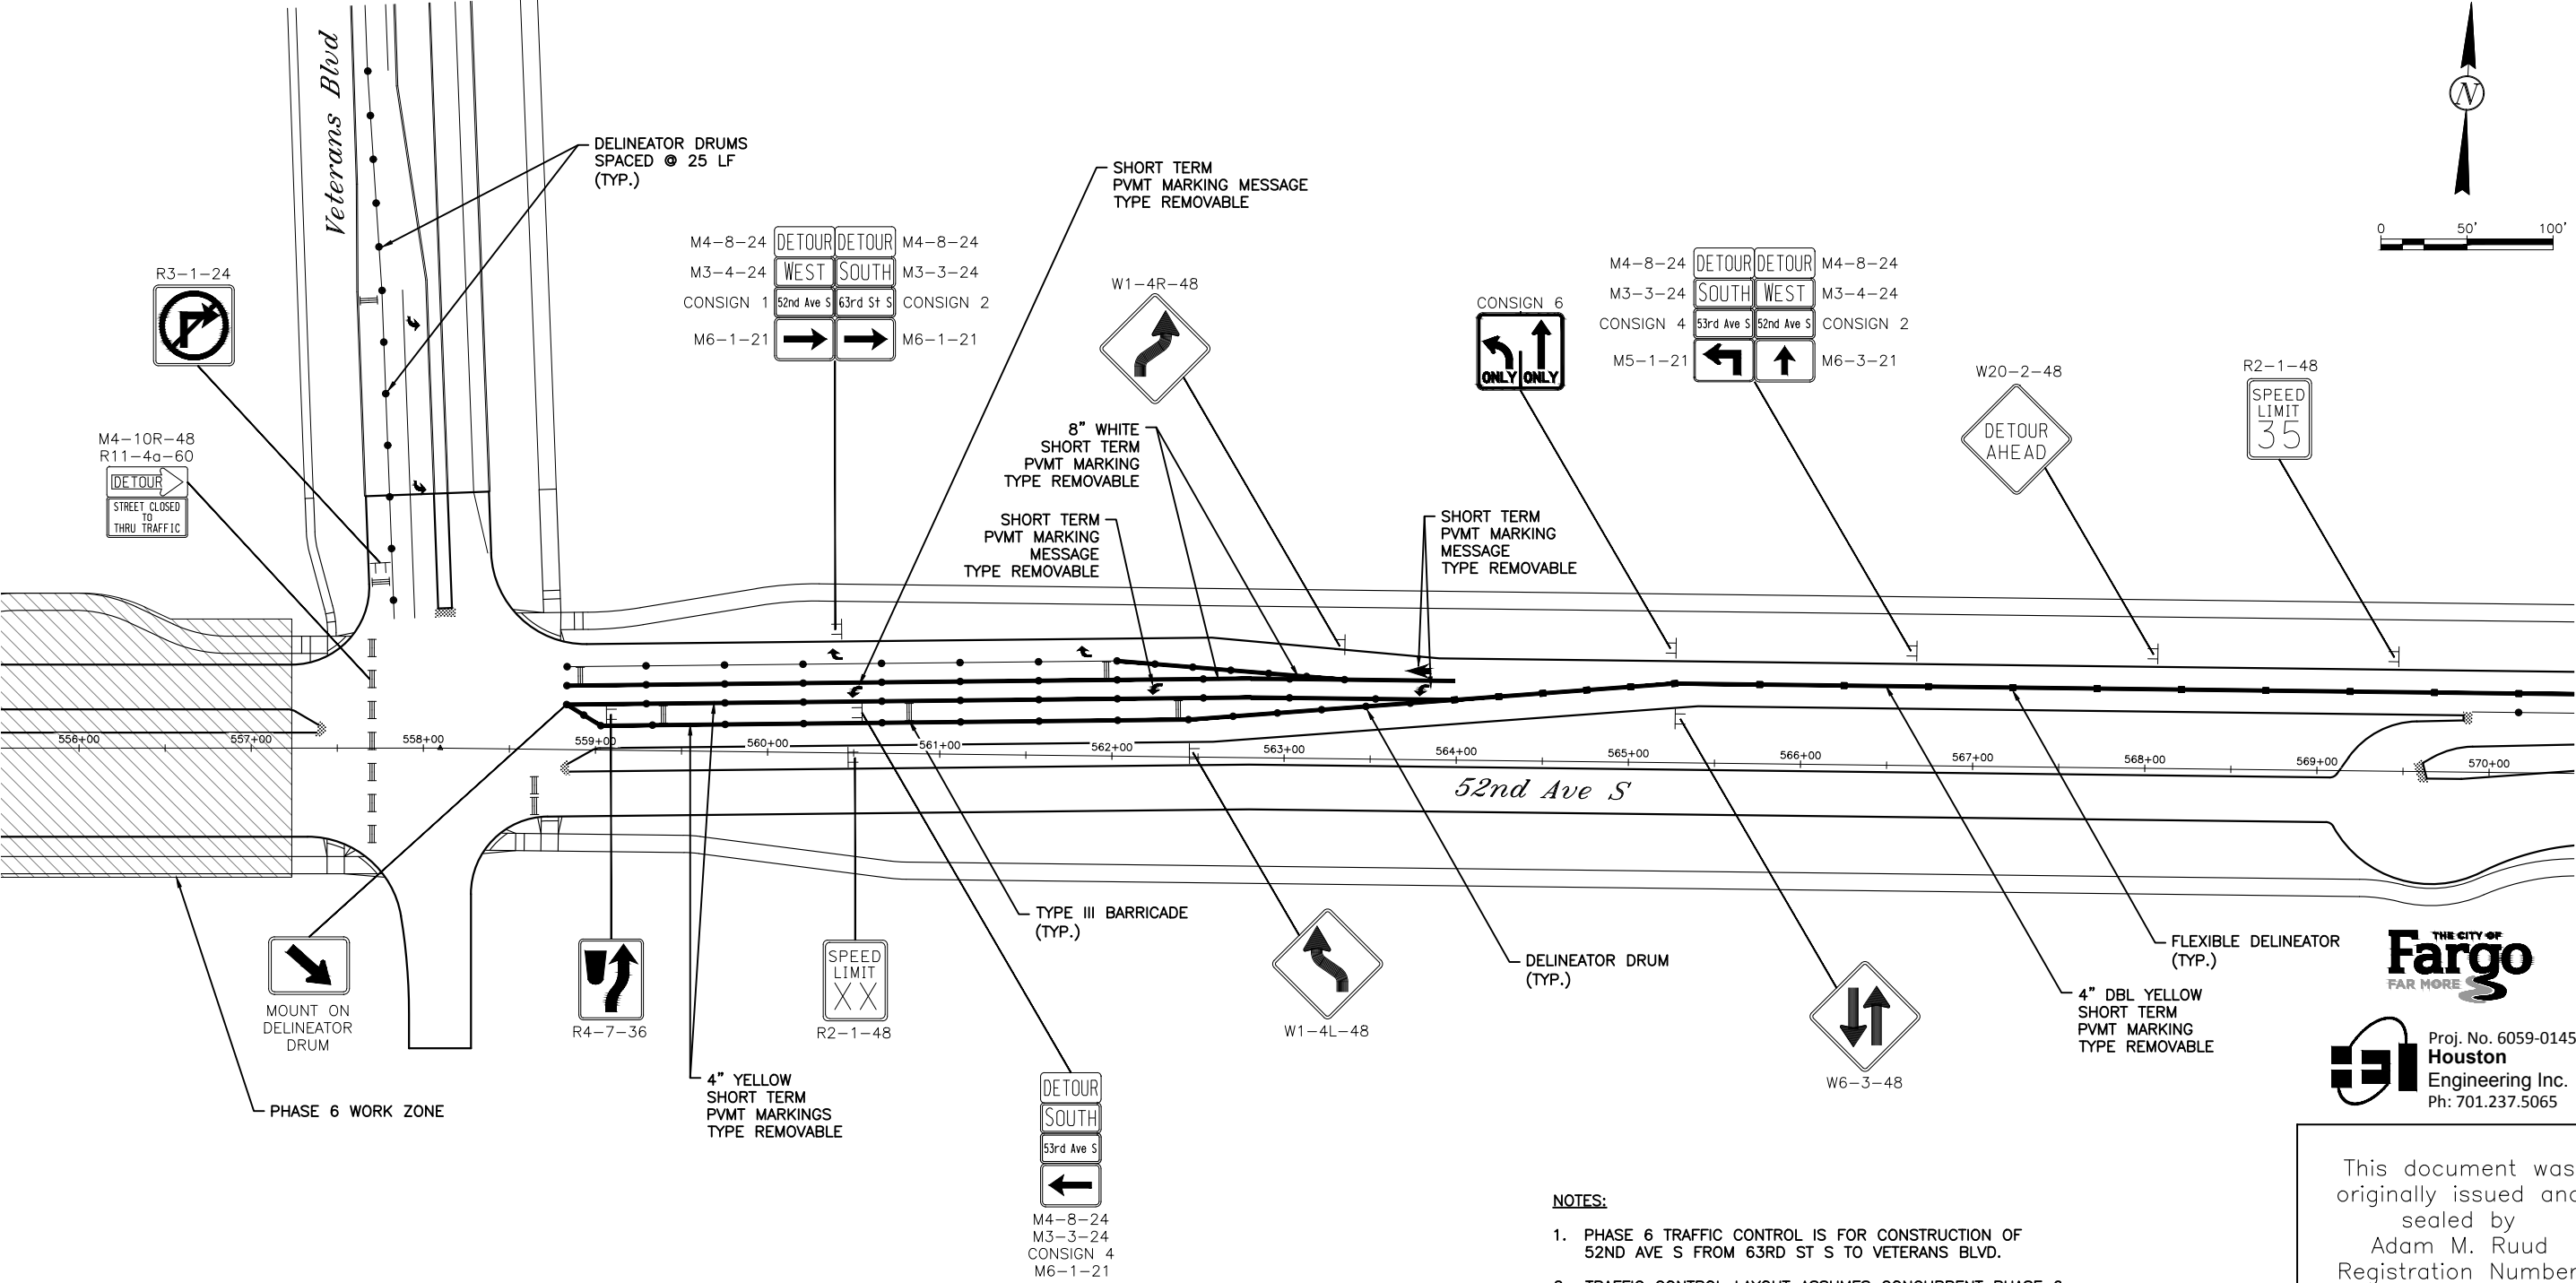 Veterans Blvd
DELINEATOR DRUMS
SPACED @ 25 LF
(TYP.)
SHORT TERM
PVMT MARKING MESSAGE
TYPE REMOVABLE
N
0 50' 100'
R3-1-24
M4-8-24 DETOUR DETOUR M4-8-24
M3-4-24 WEST SOUTH M3-3-24
CONSIGN 1 52nd Ave S 63rd St S CONSIGN 2
M6-1-21 M6-1-21
W1-4R-48
CONSIGN 6
ONLY ONLY
M4-8-24 DETOUR DETOUR M4-8-24
M3-3-24 SOUTH WEST M3-4-24
CONSIGN 4 53rd Ave S 52nd Ave S CONSIGN 2
M5-1-21 M6-3-21
W20-2-48
DETOUR
AHEAD
R2-1-48
SPEED
LIMIT
35
M4-10R-48
R11-4a-60
DETOUR
STREET CLOSED
TO
THRU TRAFFIC
8" WHITE
SHORT TERM
PVMT MARKING
TYPE REMOVABLE
SHORT TERM
PVMT MARKING
MESSAGE
TYPE REMOVABLE
SHORT TERM
PVMT MARKING
MESSAGE
TYPE REMOVABLE
556+00 557+00 558+00 559+00 560+00 561+00 562+00 563+00 564+00 565+00 566+00 567+00 568+00 569+00 570+00
52nd Ave S
MOUNT ON
DELINEATOR
DRUM
R4-7-36
SPEED
LIMIT
XX
R2-1-48
TYPE III BARRICADE
(TYP.)
W1-4L-48
DELINEATOR DRUM
(TYP.)
W6-3-48
FLEXIBLE DELINEATOR
(TYP.)
4" DBL YELLOW
SHORT TERM
PVMT MARKING
TYPE REMOVABLE
THE CITY OF
Fargo
FAR MORE
Proj. No. 6059-0145
Houston
Engineering Inc.
Ph: 701.237.5065
PHASE 6 WORK ZONE
4" YELLOW
SHORT TERM
PVMT MARKINGS
TYPE REMOVABLE
DETOUR
SOUTH
53rd Ave S
M4-8-24
M3-3-24
CONSIGN 4
M6-1-21
NOTES:
1. PHASE 6 TRAFFIC CONTROL IS FOR CONSTRUCTION OF
52ND AVE S FROM 63RD ST S TO VETERANS BLVD.
This document was
originally issued and
sealed by
Adam M. Ruud
Registration Number